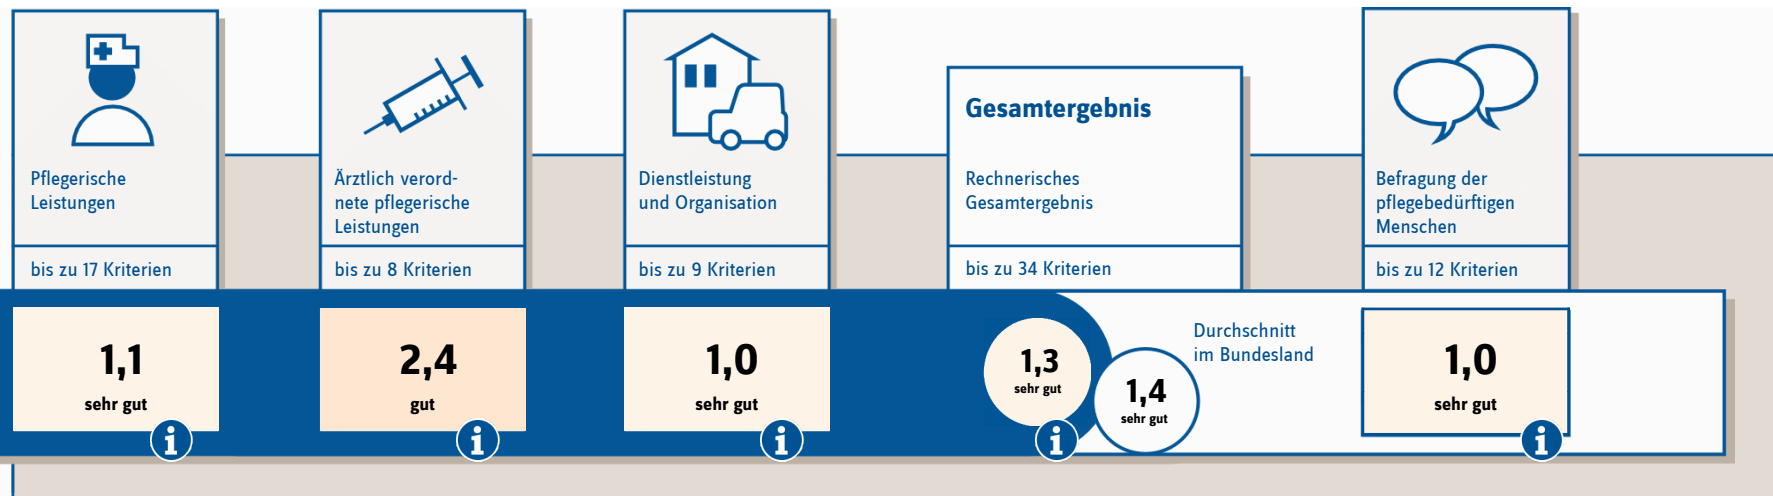 Pflegerische
Leistungen
bis zu 17 Kriterien
1,1
sehr gut
i
Ärztlich verord-
nete pflegerische
Leistungen
bis zu 8 Kriterien
2,4
gut
i
Dienstleistung
und Organisation
bis zu 9 Kriterien
1,0
sehr gut
i
Gesamtergebnis
Rechnerisches
Gesamtergebnis
bis zu 34 Kriterien
1,3
sehr gut
i
Durchschnitt
im Bundesland
1,4
sehr gut
Befragung der
pflegebedürftigen
Menschen
bis zu 12 Kriterien
1,0
sehr gut
i